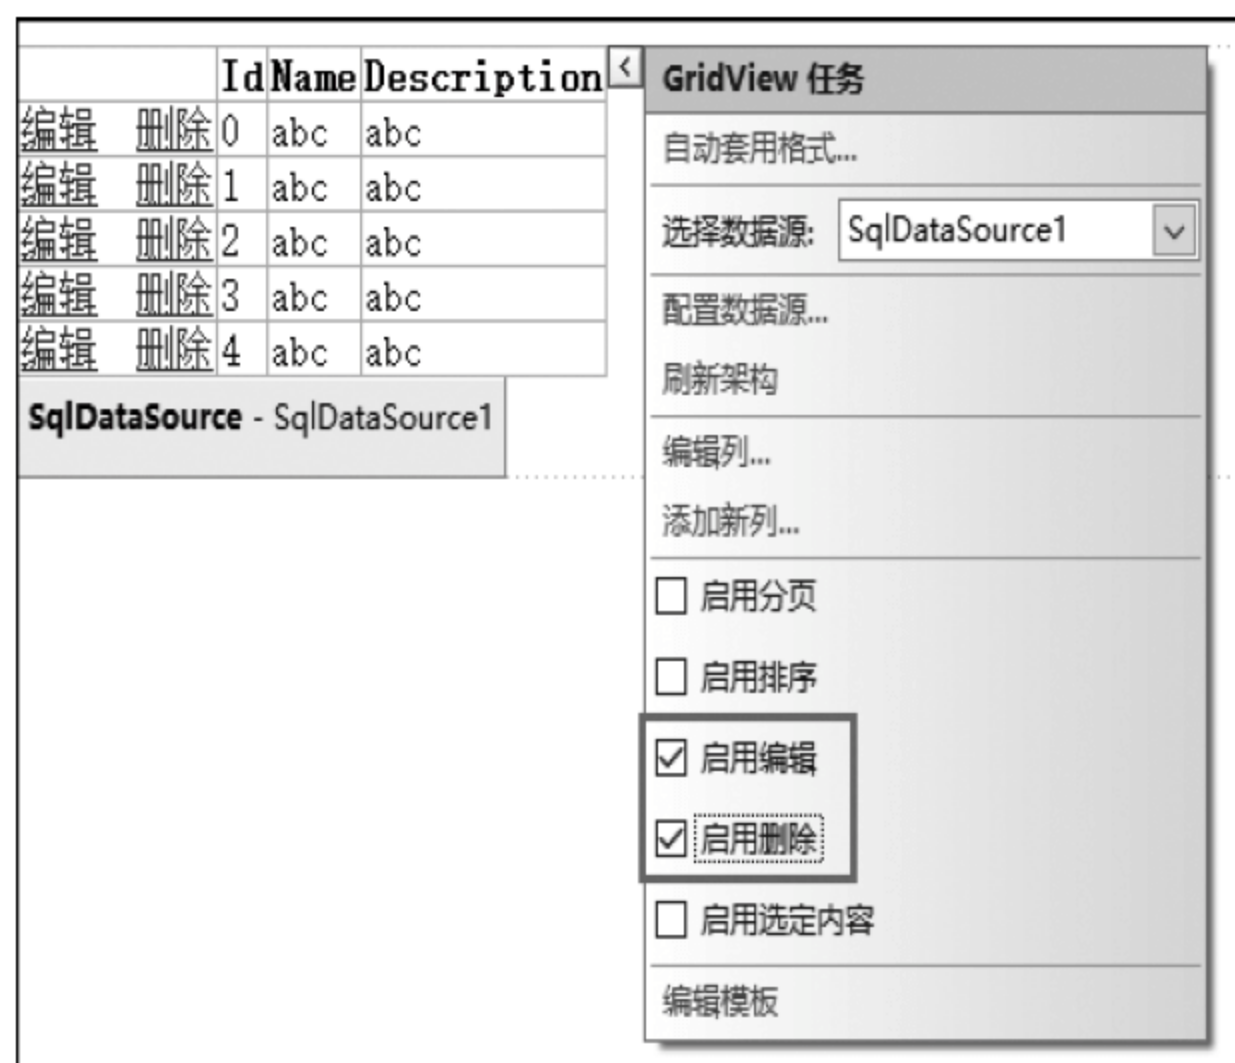 Id Name Description
编辑 删除 0 abc abc
编辑 删除 1 abc abc
编辑 删除 2 abc abc
编辑 删除 3 abc abc
编辑 删除 4 abc abc
SqlDataSource - SqlDataSource1
GridView 任务
自动套用格式...
选择数据源: SqlDataSource1
配置数据源...
刷新架构
编辑列...
添加新列...
启用分页
启用排序
启用编辑
启用删除
启用选定内容
编辑模板